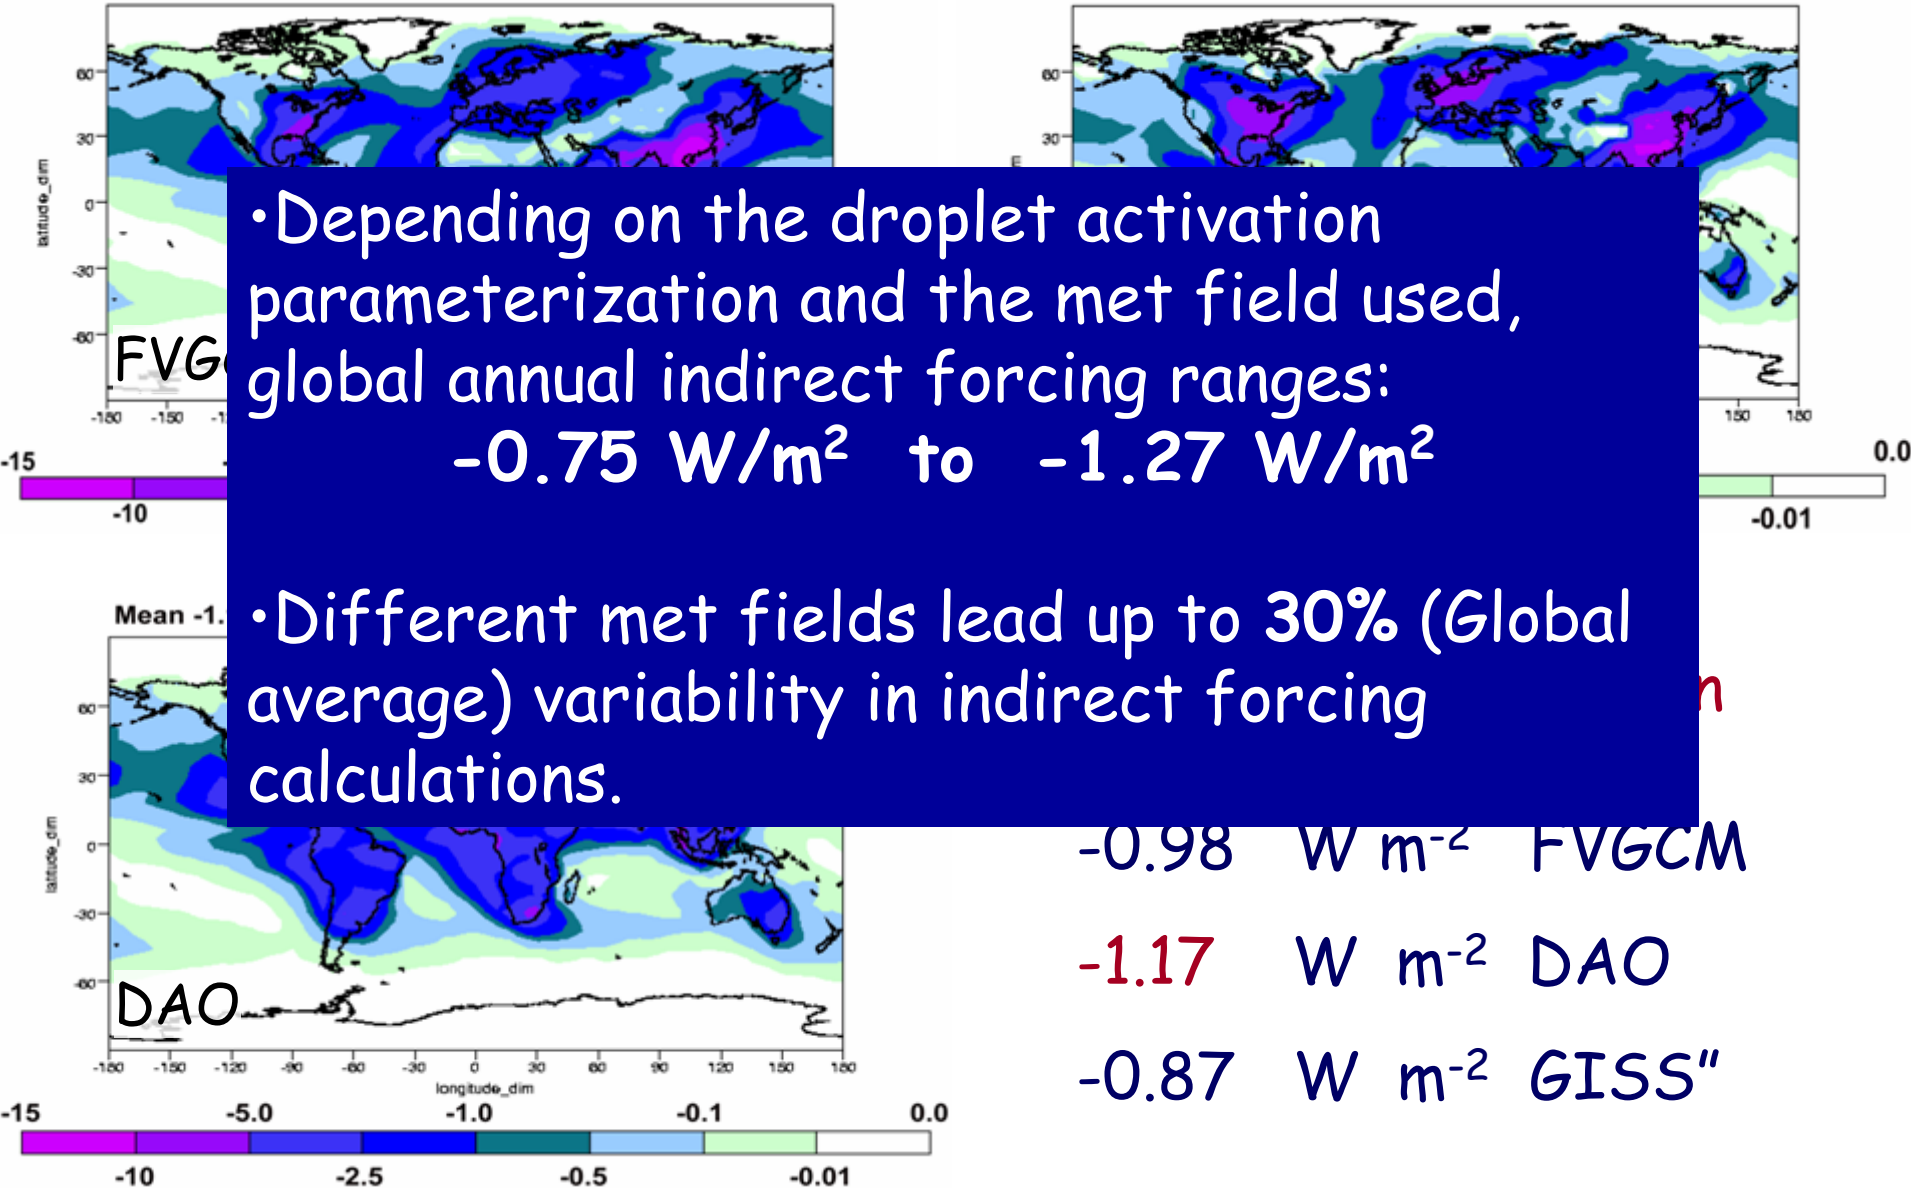 60
30
0
-30
-60
latitude_dim
-180 -150
60
30
150 180
-15
-10
0.0
-0.01
•Depending on the droplet activation
parameterization and the met field used,
global annual indirect forcing ranges:
-0.75 W/m² to -1.27 W/m²
•Different met fields lead up to 30% (Global
average) variability in indirect forcing
calculations.
Mean -1.
60
30
0
-30
-60
latitude_dim
DAO
-180 -150 -120 -90 -60 -30 0 30 60 90 120 150 180
longitude_dim
-15 -5.0 -1.0 -0.1 0.0
-10 -2.5 -0.5 -0.01
-0.98 W m⁻² FVGCM
-1.17 W m⁻² DAO
-0.87 W m⁻² GISS"